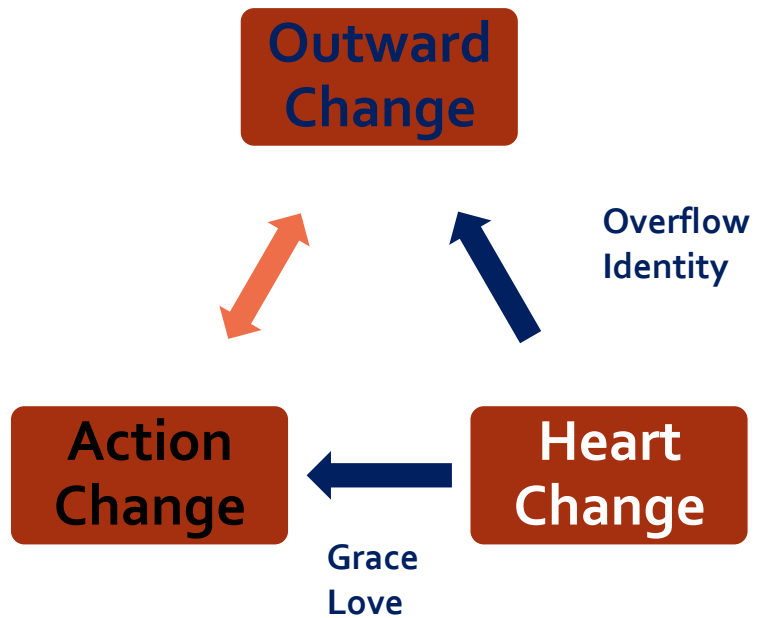 Outward
Change
Overflow
Identity
Action
Change
Heart
Change
Grace
Love